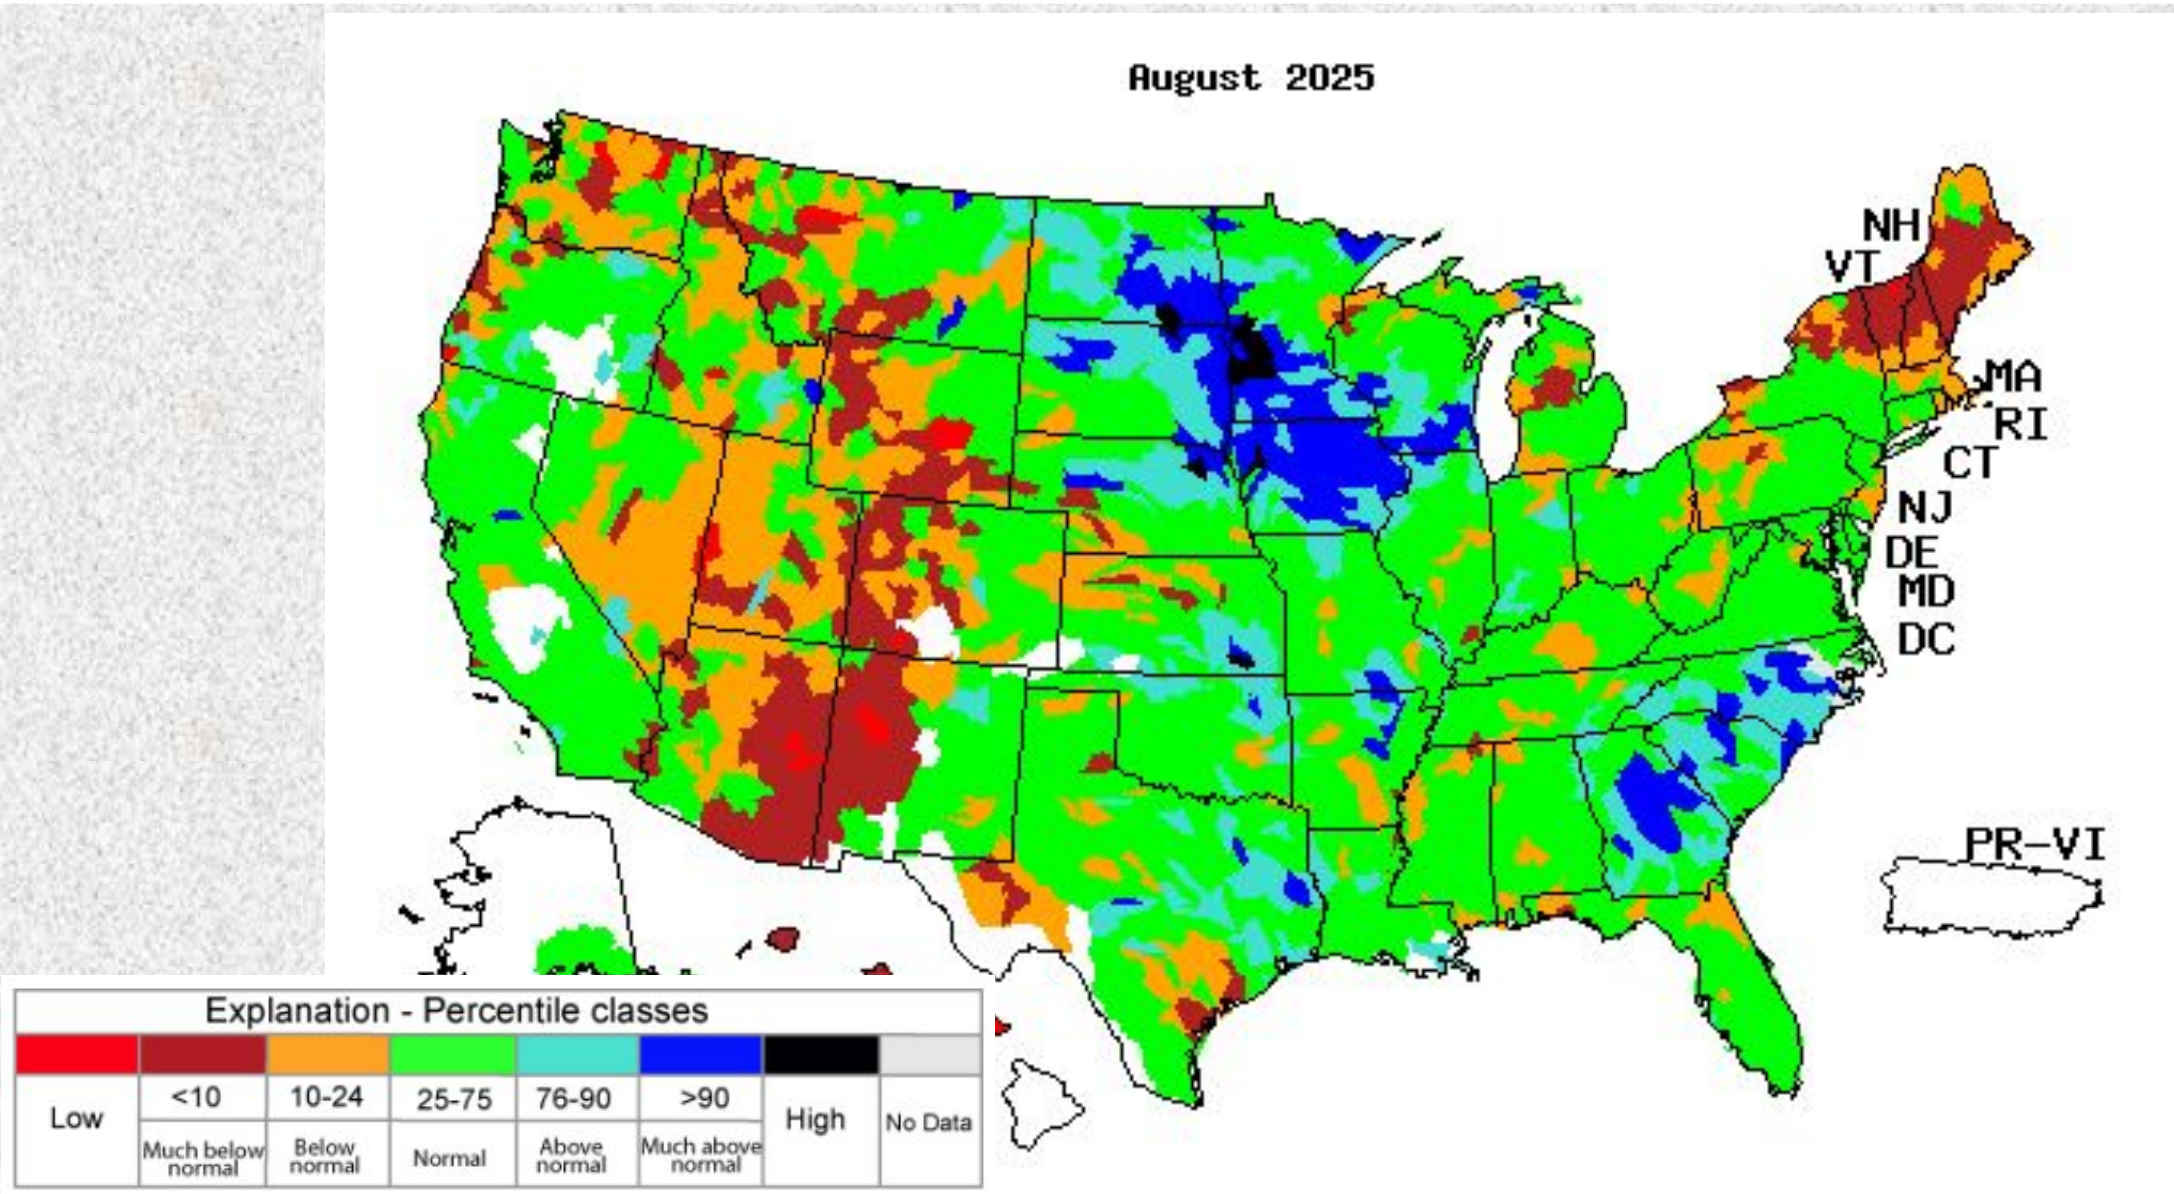 August 2025
NH
VT
MA
RI
CT
NJ
DE
MD
DC
PR-VI
Explanation - Percentile classes
Low
<10
10-24
25-75
76-90
>90
High
No Data
Much below normal
Below normal
Normal
Above normal
Much above normal